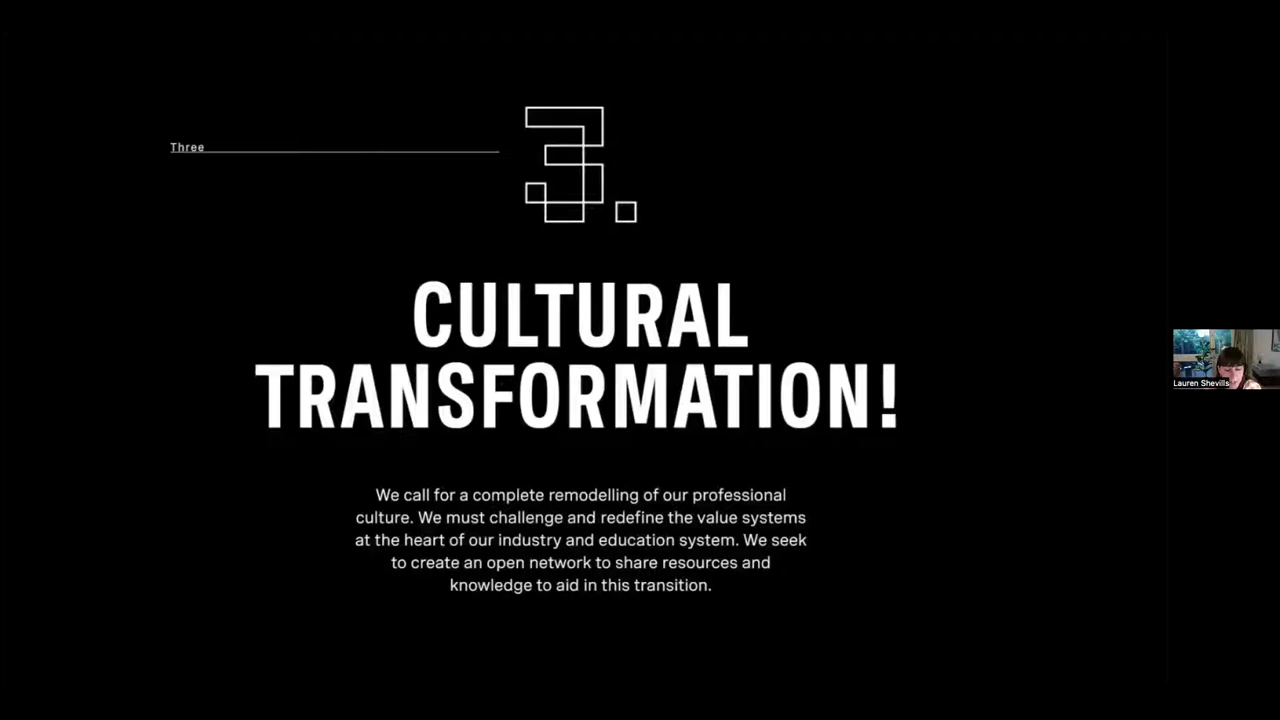 Three
3.
CULTURAL
TRANSFORMATION!
We call for a complete remodelling of our professional
culture. We must challenge and redefine the value systems
at the heart of our industry and education system. We seek
to create an open network to share resources and
knowledge to aid in this transition.
Lauren Shevills